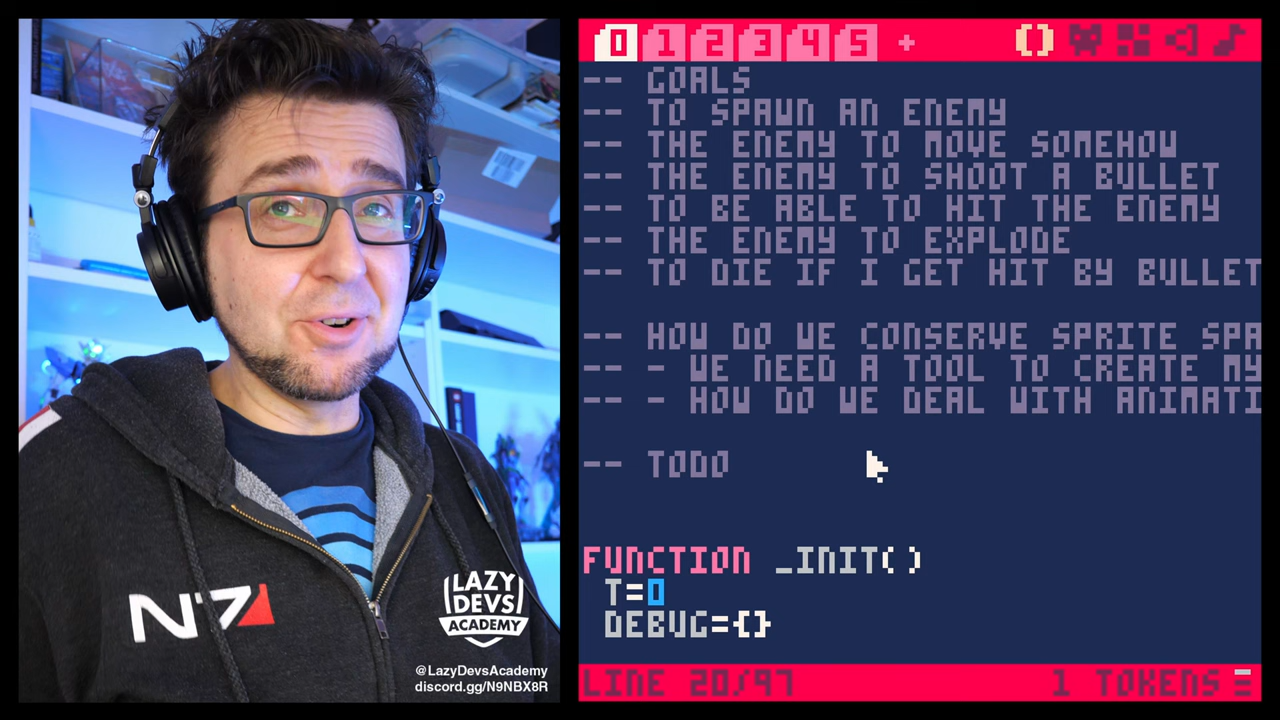 N7
LAZY
DEVS
ACADEMY
@LazyDevsAcademy
discord.gg/N9NBX8R
0 1 2 3 4 5 +
-- GOALS
-- TO SPAWN AN ENEMY
-- THE ENEMY TO MOVE SOMEHOW
-- THE ENEMY TO SHOOT A BULLET
-- TO BE ABLE TO HIT THE ENEMY
-- THE ENEMY TO EXPLODE
-- TO DIE IF I GET HIT BY BULLET
-- HOW DO WE CONSERVE SPRITE SPA
-- - WE NEED A TOOL TO CREATE MY
-- - HOW DO WE DEAL WITH ANIMATI
-- TODO
FUNCTION _INIT()
T=0
DEBUG={}
LINE 20/97
1 TOKENS